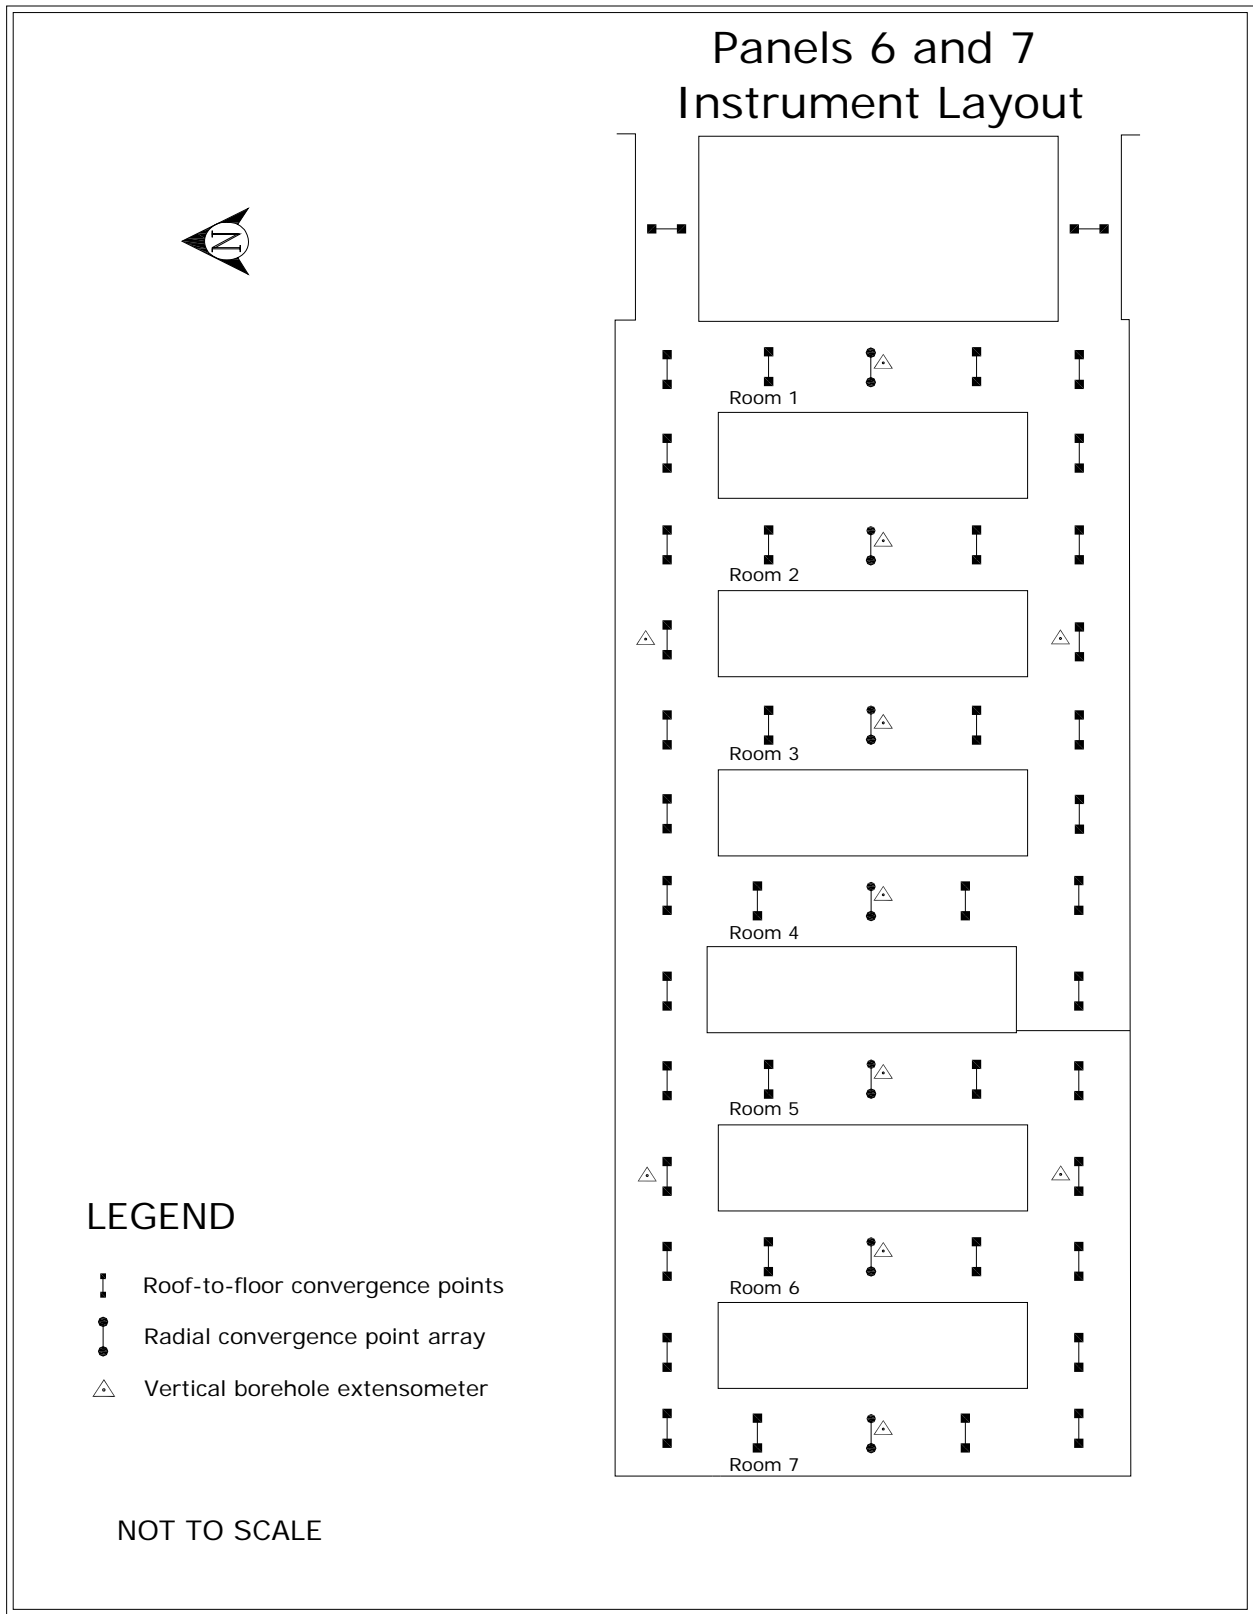 Panels 6 and 7
Instrument Layout
N
Room 1
Room 2
Room 3
Room 4
Room 5
Room 6
Room 7
LEGEND
Roof-to-floor convergence points
Radial convergence point array
Vertical borehole extensometer
NOT TO SCALE